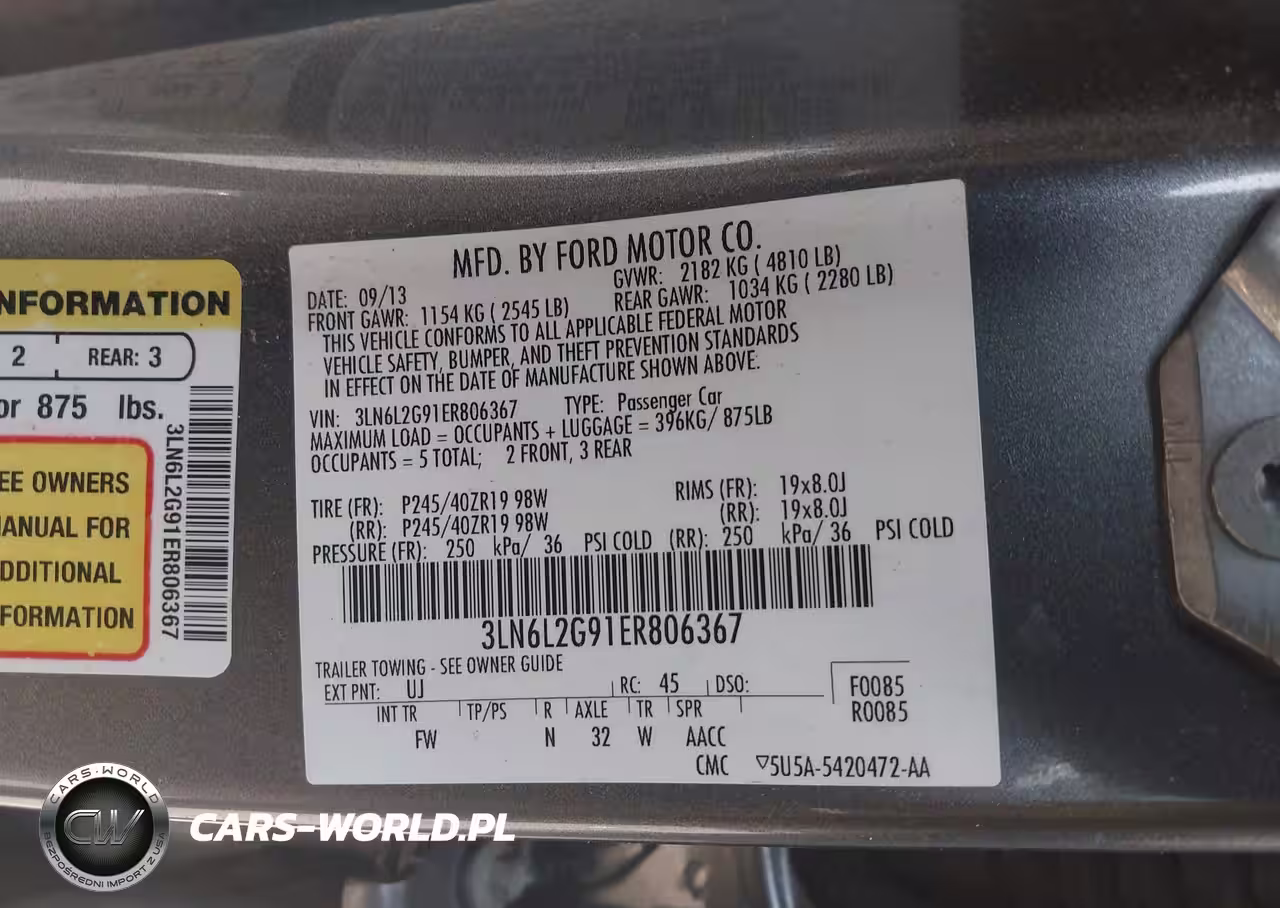 NFORMATION
2 REAR: 3
or 875 lbs.
EE OWNERS
MANUAL FOR
DDITIONAL
FORMATION
3LN6L2G91ER806367
MFD. BY FORD MOTOR CO.
DATE: 09/13 GVWR: 2182 KG ( 4810 LB)
FRONT GAWR: 1154 KG ( 2545 LB) REAR GAWR: 1034 KG ( 2280 LB)
THIS VEHICLE CONFORMS TO ALL APPLICABLE FEDERAL MOTOR
VEHICLE SAFETY, BUMPER, AND THEFT PREVENTION STANDARDS
IN EFFECT ON THE DATE OF MANUFACTURE SHOWN ABOVE.
VIN: 3LN6L2G91ER806367 TYPE: Passenger Car
MAXIMUM LOAD = OCCUPANTS + LUGGAGE = 396KG/ 875LB
OCCUPANTS = 5 TOTAL; 2 FRONT, 3 REAR
TIRE (FR): P245/40ZR19 98W RIMS (FR): 19x8.0J
(RR): P245/40ZR19 98W (RR): 19x8.0J
PRESSURE (FR): 250 kPa/ 36 PSI COLD (RR): 250 kPa/ 36 PSI COLD
3LN6L2G91ER806367
TRAILER TOWING - SEE OWNER GUIDE
EXT PNT: UJ RC: 45 DSO: F0085
INT TR TP/PS R AXLE TR SPR R0085
FW N 32 W AACC
CMC ▽5U5A-5420472-AA
CARS-WORLD
CW
BEZPOŚREDNI IMPORT Z USA
CARS-WORLD.PL